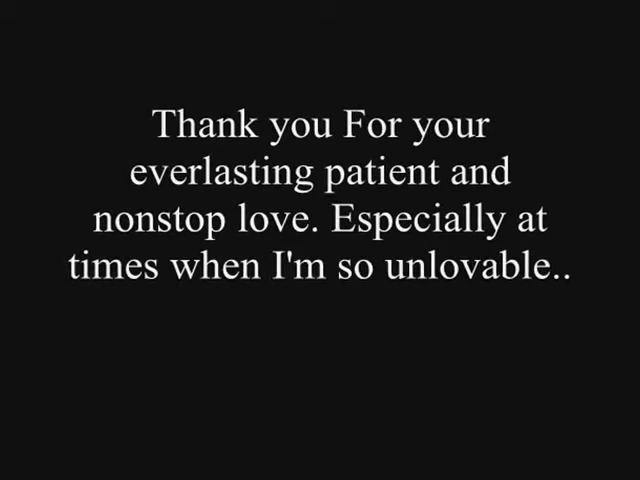 Thank you For your
everlasting patient and
nonstop love. Especially at
times when I'm so unlovable..